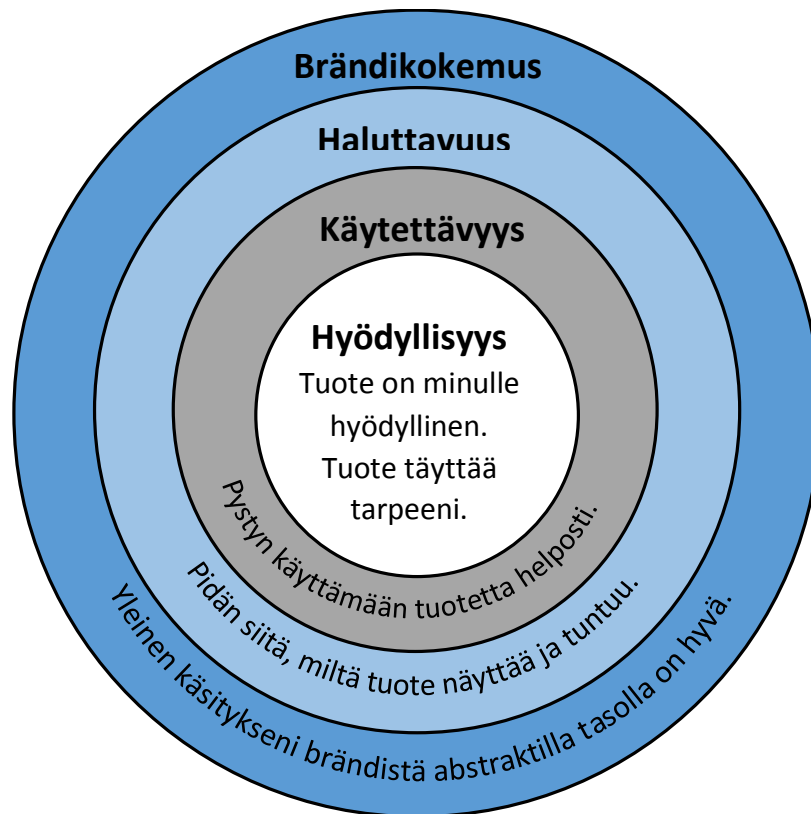 Brändikokemus
Haluttavuus
Käytettävyys
Hyödyllisyys
Tuote on minulle
hyödyllinen.
Tuote täyttää
tarpeeni.
Pystyn käyttämään tuotetta helposti.
Pidän siitä, miltä tuote näyttää ja tuntuu.
Yleinen käsitykseni brändistä abstraktilla tasolla on hyvä.